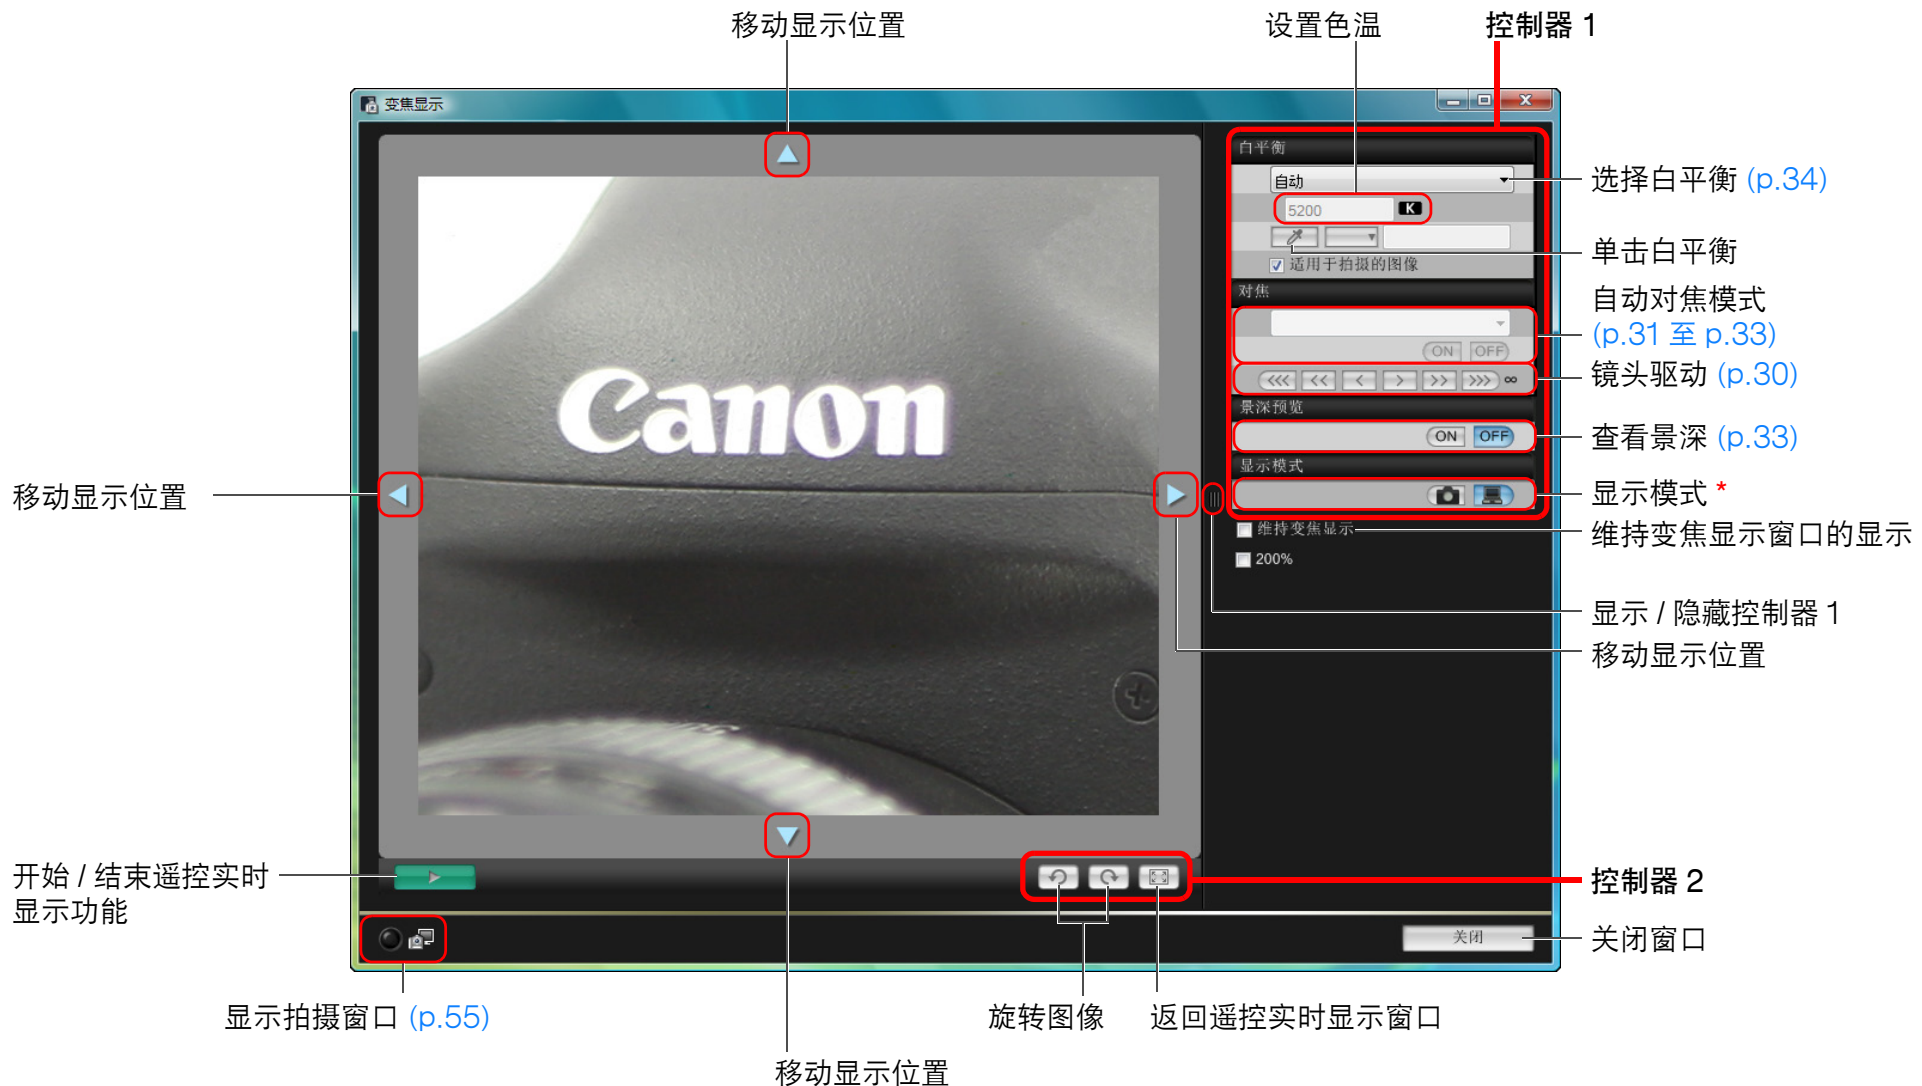 移动显示位置
设置色温
控制器 1
变焦显示
白平衡
自动
选择白平衡 (p.34)
5200 K
单击白平衡
适用于拍摄的图像
对焦
自动对焦模式
(p.31 至 p.33)
ON OFF
<<< << < > >> >>> ∞
镜头驱动 (p.30)
景深预览
ON OFF
查看景深 (p.33)
显示模式
显示模式 *
维持变焦显示
维持变焦显示窗口的显示
200%
Canon
移动显示位置
显示 / 隐藏控制器 1
移动显示位置
开始 / 结束遥控实时
显示功能
控制器 2
关闭
关闭窗口
显示拍摄窗口 (p.55)
旋转图像
返回遥控实时显示窗口
移动显示位置